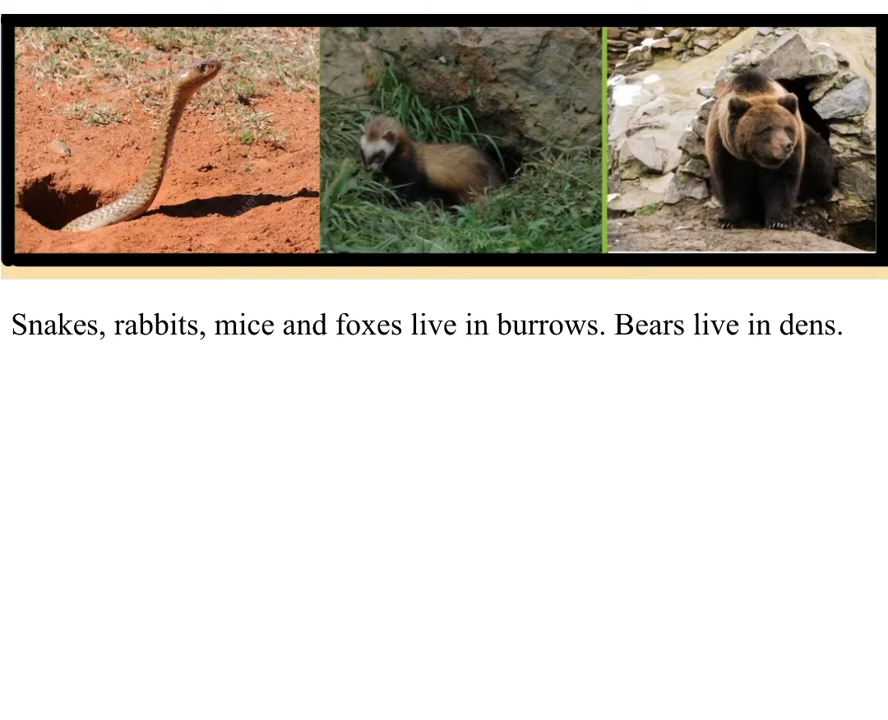 Snakes, rabbits, mice and foxes live in burrows. Bears live in dens.